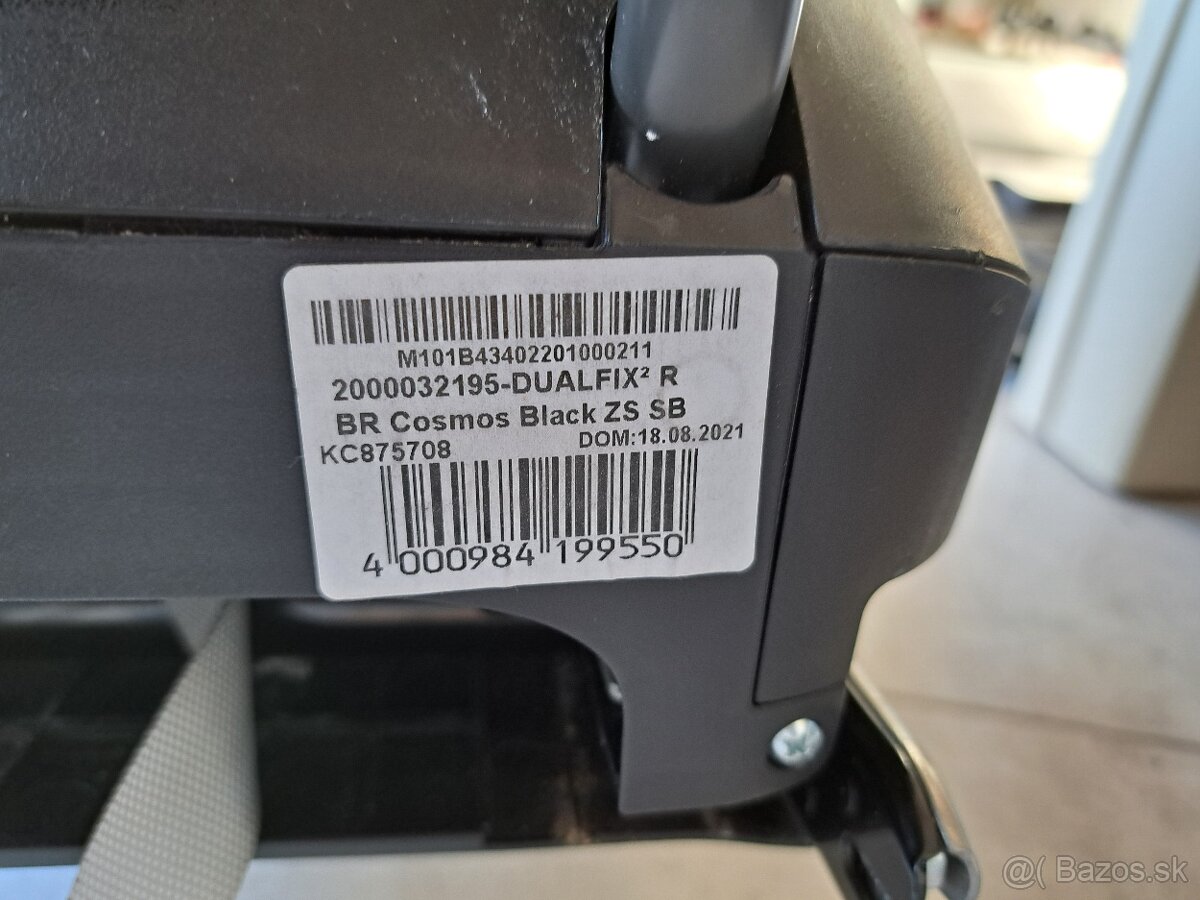 M101B43402201000211
2000032195-DUALFIX² R
BR Cosmos Black ZS SB
KC875708 DOM:18.08.2021
4 000984 199550
@( Bazos.sk